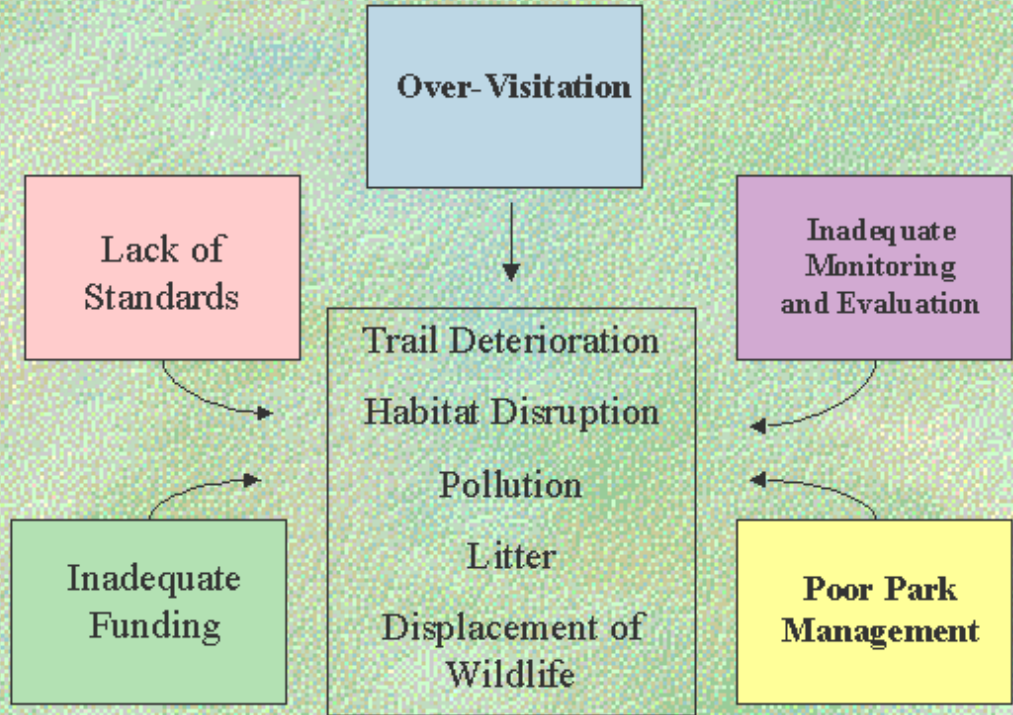 Over-Visitation
Lack of
Standards
Inadequate
Monitoring
and Evaluation
Trail Deterioration
Habitat Disruption
Pollution
Litter
Displacement of
Wildlife
Inadequate
Funding
Poor Park
Management